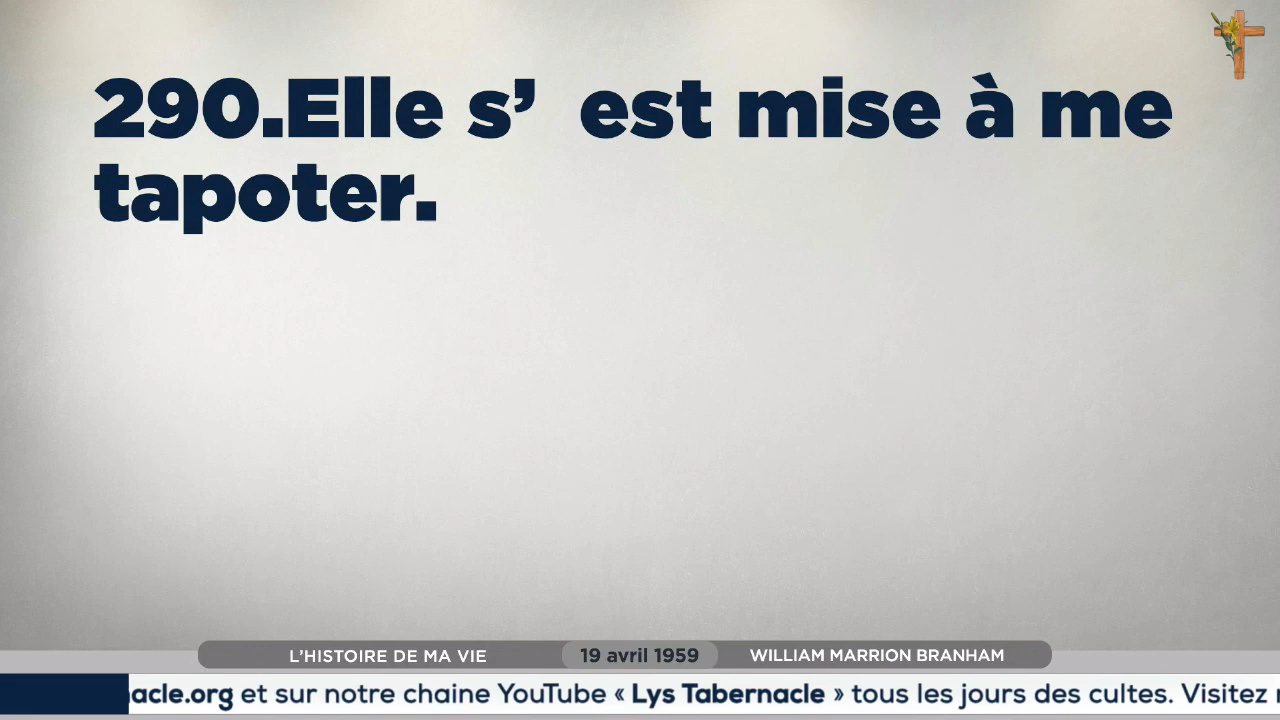 290.Elle s’ est mise à me
tapoter.
L’HISTOIRE DE MA VIE 19 avril 1959 WILLIAM MARRION BRANHAM
acle.org et sur notre chaine YouTube « Lys Tabernacle » tous les jours des cultes. Visitez